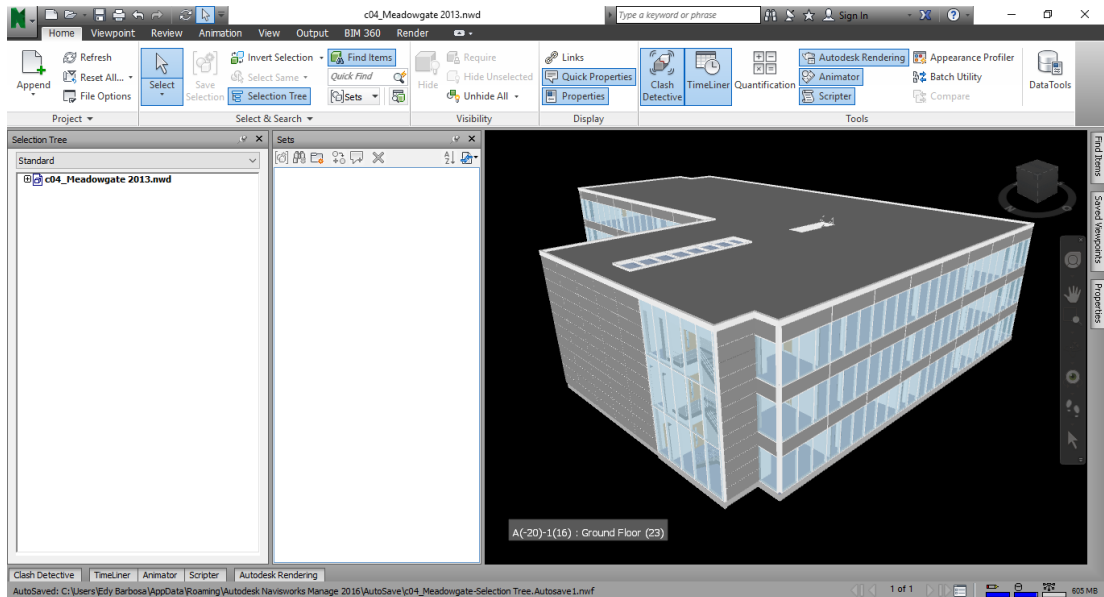 c04_Meadowgate 2013.nwd
Type a keyword or phrase
Sign In
Home Viewpoint Review Animation View Output BIM 360 Render
Append
Refresh
Reset All...
File Options
Project
Select
Save Selection
Invert Selection
Select Same
Selection Tree
Find Items
Quick Find
Sets
Select & Search
Hide
Require
Hide Unselected
Unhide All
Visibility
Links
Quick Properties
Properties
Display
Clash Detective
TimeLiner
Quantification
Autodesk Rendering
Animator
Scripter
Appearance Profiler
Batch Utility
Compare
Tools
DataTools
Selection Tree
Standard
c04_Meadowgate 2013.nwd
Sets
Find Items
Saved Viewpoints
Properties
A(-20)-1(16) : Ground Floor (23)
Clash Detective TimeLiner Animator Scripter Autodesk Rendering
AutoSaved: C:\Users\Edy Barbosa\AppData\Roaming\Autodesk Navisworks Manage 2016\AutoSave\c04_Meadowgate-Selection Tree.Autosave1.nwf
1 of 1
605 MB